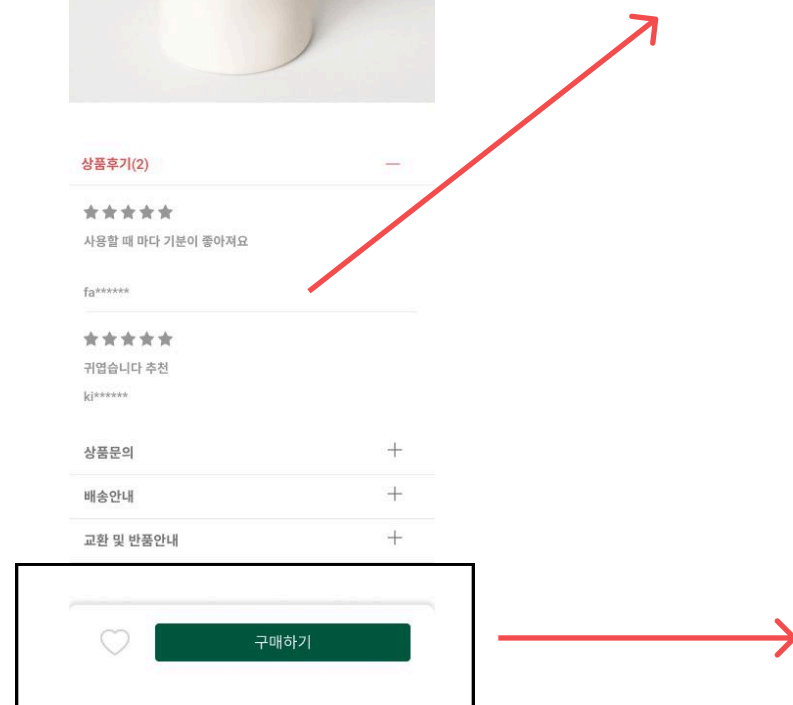 상품후기(2)
사용할 때 마다 기분이 좋아져요
fa******
귀엽습니다 추천
ki******
상품문의
배송안내
교환 및 반품안내
구매하기